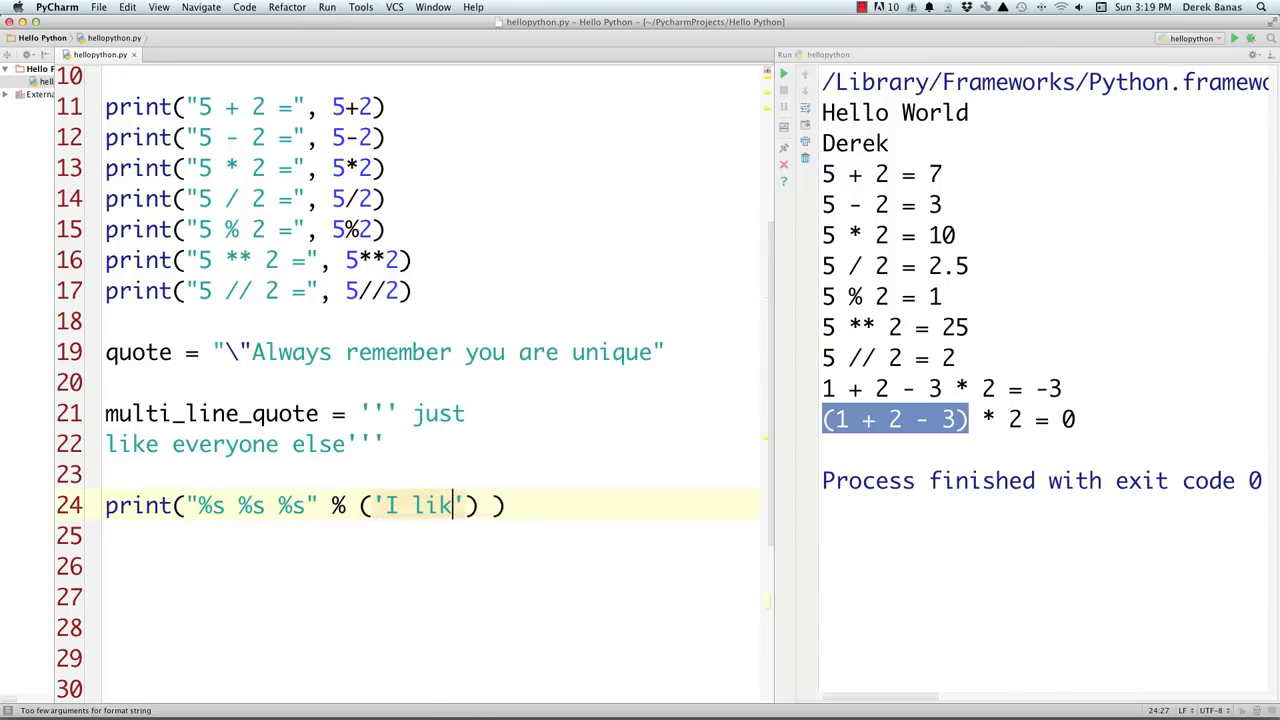 PyCharm File Edit View Navigate Code Refactor Run Tools VCS Window Help 10 Sun 3:19 PM Derek Banas
hellopython.py – Hello Python – [~/PycharmProjects/Hello Python]
Hello Python hellopython.py hellopython
hellopython.py Run hellopython
Hello P
hell
Extern
10
11 print("5 + 2 =", 5+2)
12 print("5 - 2 =", 5-2)
13 print("5 * 2 =", 5*2)
14 print("5 / 2 =", 5/2)
15 print("5 % 2 =", 5%2)
16 print("5 ** 2 =", 5**2)
17 print("5 // 2 =", 5//2)
18
19 quote = "\"Always remember you are unique"
20
21 multi_line_quote = ''' just
22 like everyone else'''
23
24 print("%s %s %s" % ('I lik') )
25
26
27
28
29
30
/Library/Frameworks/Python.framewo
Hello World
Derek
5 + 2 = 7
5 - 2 = 3
5 * 2 = 10
5 / 2 = 2.5
5 % 2 = 1
5 ** 2 = 25
5 // 2 = 2
1 + 2 - 3 * 2 = -3
(1 + 2 - 3) * 2 = 0
Process finished with exit code 0
Too few arguments for format string 24:27 LF UTF-8